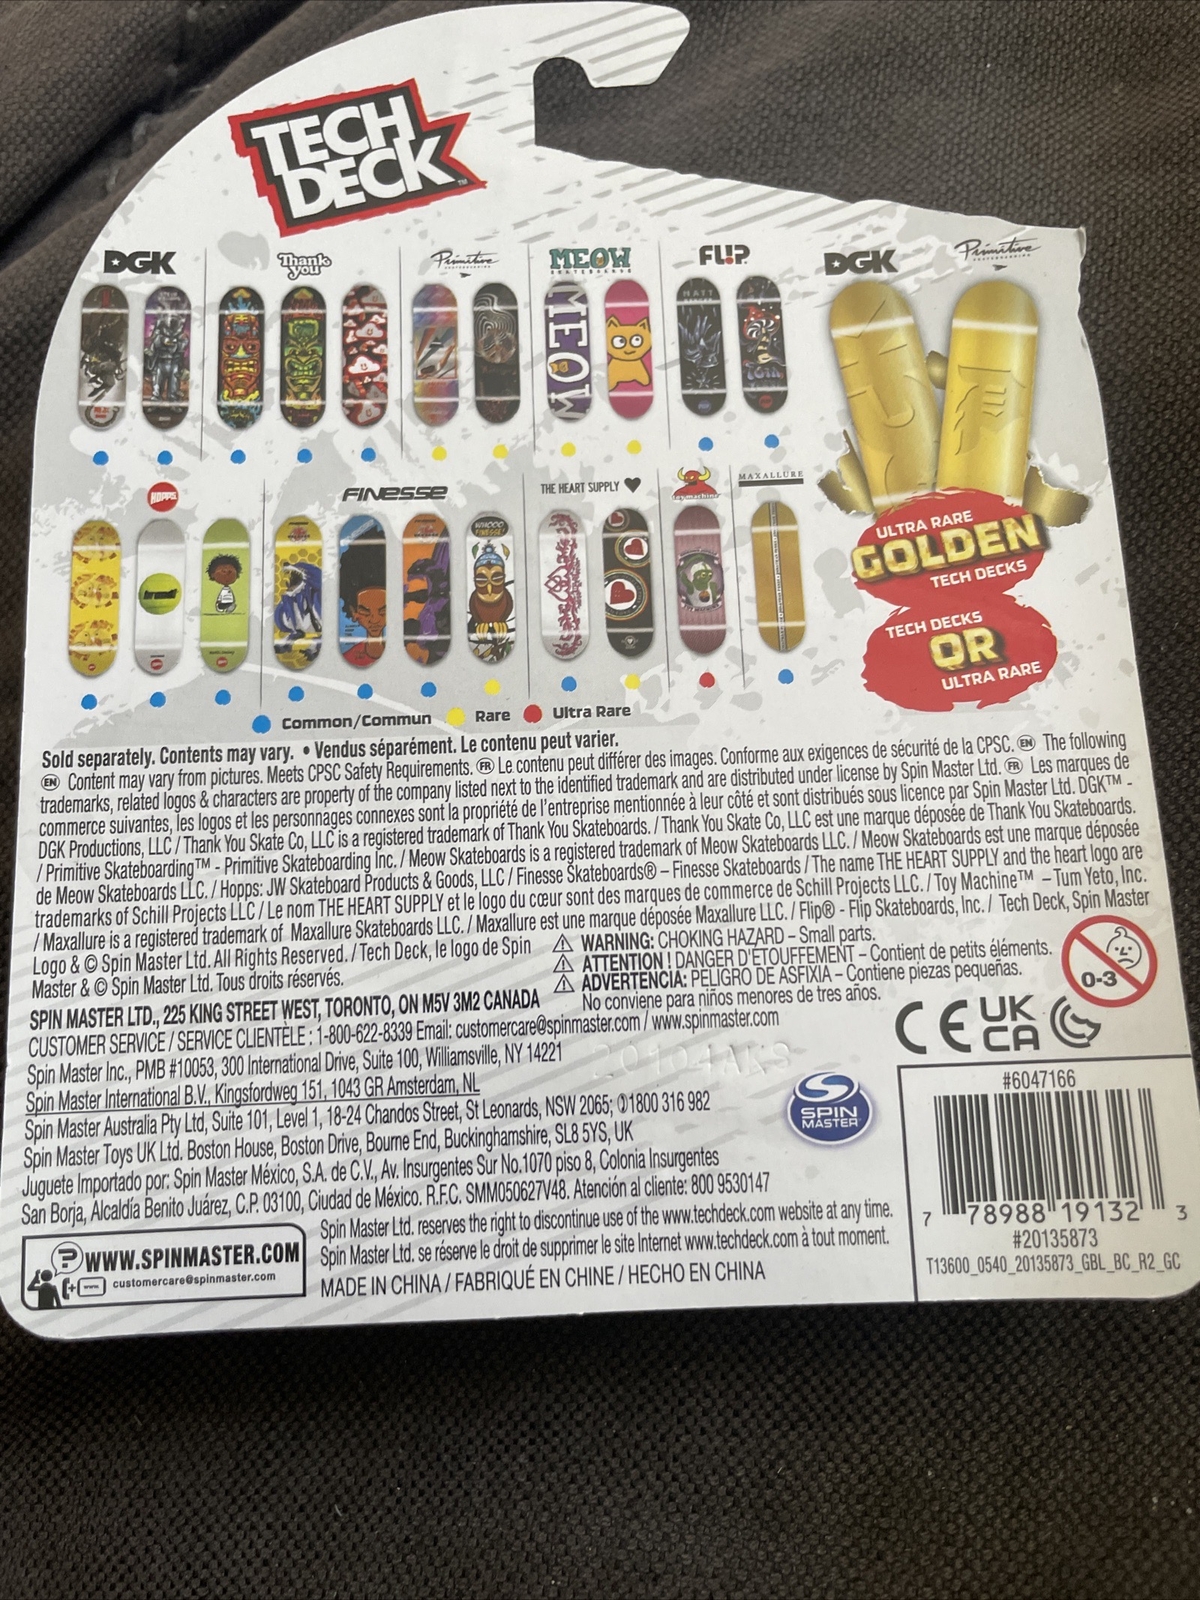 TECH
DECK™
DGK
Thank
you
Primitive
SKATEBOARDING
MEOW
SKATEBOARDS
FL!P
DGK
Primitive
SKATEBOARDING
MEOW
MATT
HOPPS
FINESSE
THE HEART SUPPLY
toy machine
MAXALLURE
WHOOO
FINESSE?
ULTRA RARE
GOLDEN
TECH DECKS
TECH DECKS
OR
ULTRA RARE
Common/Commun Rare Ultra Rare
Sold separately. Contents may vary. • Vendus séparément. Le contenu peut varier.
EN Content may vary from pictures. Meets CPSC Safety Requirements. FR Le contenu peut différer des images. Conforme aux exigences de sécurité de la CPSC. EN The following
trademarks, related logos & characters are property of the company listed next to the identified trademark and are distributed under license by Spin Master Ltd. FR Les marques de
commerce suivantes, les logos et les personnages connexes sont la propriété de l'entreprise mentionnée à leur côté et sont distribués sous licence par Spin Master Ltd. DGK™ -
DGK Productions, LLC / Thank You Skate Co, LLC is a registered trademark of Thank You Skateboards. / Thank You Skate Co, LLC est une marque déposée de Thank You Skateboards.
/ Primitive Skateboarding™ - Primitive Skateboarding Inc. / Meow Skateboards is a registered trademark of Meow Skateboards LLC. / Meow Skateboards est une marque déposée
de Meow Skateboards LLC. / Hopps: JW Skateboard Products & Goods, LLC / Finesse Skateboards® – Finesse Skateboards / The name THE HEART SUPPLY and the heart logo are
trademarks of Schill Projects LLC / Le nom THE HEART SUPPLY et le logo du cœur sont des marques de commerce de Schill Projects LLC. / Toy Machine™ – Tum Yeto, Inc.
/ Maxallure is a registered trademark of Maxallure Skateboards LLC. / Maxallure est une marque déposée Maxallure LLC. / Flip® - Flip Skateboards, Inc. / Tech Deck, Spin Master
Logo & © Spin Master Ltd. All Rights Reserved. / Tech Deck, le logo de Spin
Master & © Spin Master Ltd. Tous droits réservés.
WARNING: CHOKING HAZARD – Small parts.
ATTENTION ! DANGER D'ÉTOUFFEMENT – Contient de petits éléments.
ADVERTENCIA: PELIGRO DE ASFIXIA – Contiene piezas pequeñas.
No conviene para niños menores de tres años.
0-3
CE UK
CA
SPIN MASTER LTD., 225 KING STREET WEST, TORONTO, ON M5V 3M2 CANADA
CUSTOMER SERVICE / SERVICE CLIENTÈLE : 1-800-622-8339 Email: customercare@spinmaster.com / www.spinmaster.com
Spin Master Inc., PMB #10053, 300 International Drive, Suite 100, Williamsville, NY 14221
Spin Master International B.V., Kingsfordweg 151, 1043 GR Amsterdam, NL
Spin Master Australia Pty Ltd, Suite 101, Level 1, 18-24 Chandos Street, St Leonards, NSW 2065; 1800 316 982
Spin Master Toys UK Ltd. Boston House, Boston Drive, Bourne End, Buckinghamshire, SL8 5YS, UK
Juguete Importado por: Spin Master México, S.A. de C.V., Av. Insurgentes Sur No.1070 piso 8, Colonia Insurgentes
San Borja, Alcaldía Benito Juárez, C.P. 03100, Ciudad de México. R.F.C. SMM050627V48. Atención al cliente: 800 9530147
SPIN
MASTER™
WWW.SPINMASTER.COM
customercare@spinmaster.com
Spin Master Ltd. reserves the right to discontinue use of the www.techdeck.com website at any time.
Spin Master Ltd. se réserve le droit de supprimer le site Internet www.techdeck.com à tout moment.
MADE IN CHINA / FABRIQUÉ EN CHINE / HECHO EN CHINA
#6047166
7 78988 19132 3
#20135873
T13600_0540_20135873_GBL_BC_R2_GC